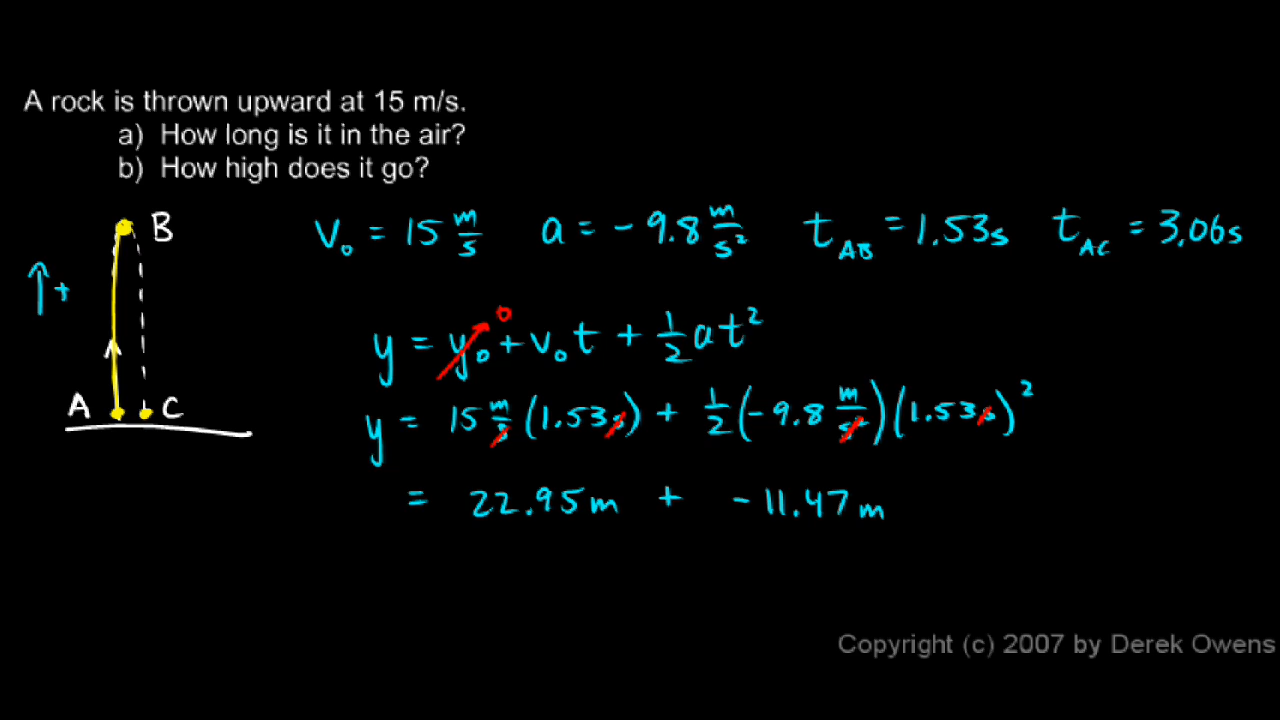 A rock is thrown upward at 15 m/s.
a) How long is it in the air?
b) How high does it go?
B
v₀ = 15 m/s a = -9.8 m/s² t_AB = 1.53s t_AC = 3.06s
↑+
y = y₀ 0 + v₀t + 1/2 at²
A C
y = 15 m/s (1.53s) + 1/2 (-9.8 m/s²)(1.53s)²
= 22.95m + -11.47m
Copyright (c) 2007 by Derek Owens